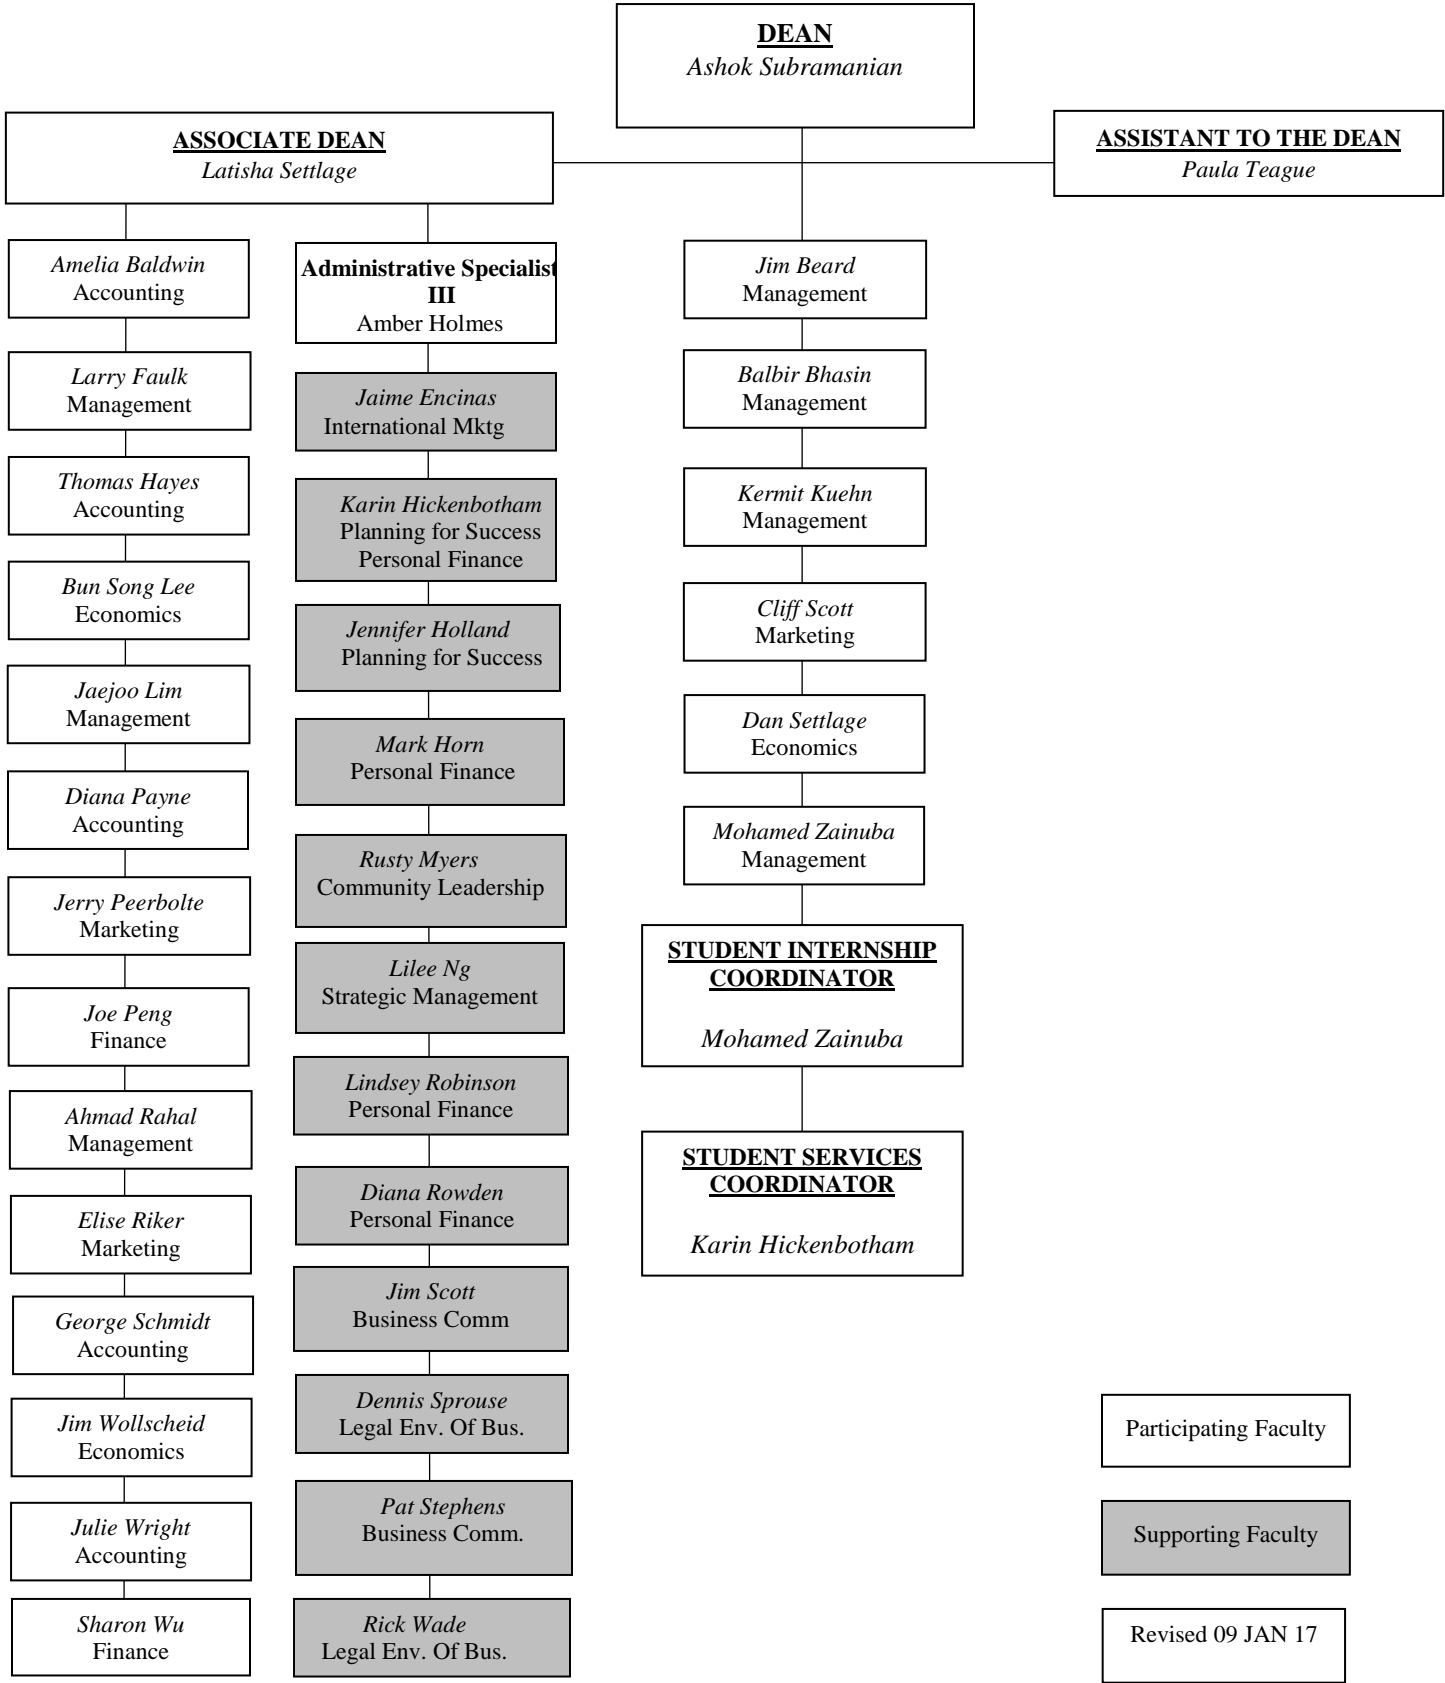 DEAN
Ashok Subramanian
ASSOCIATE DEAN
Latisha Settlage
ASSISTANT TO THE DEAN
Paula Teague
Amelia Baldwin
Accounting
Larry Faulk
Management
Thomas Hayes
Accounting
Bun Song Lee
Economics
Jaejoo Lim
Management
Diana Payne
Accounting
Jerry Peerbolte
Marketing
Joe Peng
Finance
Ahmad Rahal
Management
Elise Riker
Marketing
George Schmidt
Accounting
Jim Wollscheid
Economics
Julie Wright
Accounting
Sharon Wu
Finance
Administrative Specialist
III
Amber Holmes
Jaime Encinas
International Mktg
Karin Hickenbotham
Planning for Success
Personal Finance
Jennifer Holland
Planning for Success
Mark Horn
Personal Finance
Rusty Myers
Community Leadership
Lilee Ng
Strategic Management
Lindsey Robinson
Personal Finance
Diana Rowden
Personal Finance
Jim Scott
Business Comm
Dennis Sprouse
Legal Env. Of Bus.
Pat Stephens
Business Comm.
Rick Wade
Legal Env. Of Bus.
Jim Beard
Management
Balbir Bhasin
Management
Kermit Kuehn
Management
Cliff Scott
Marketing
Dan Settlage
Economics
Mohamed Zainuba
Management
STUDENT INTERNSHIP
COORDINATOR
Mohamed Zainuba
STUDENT SERVICES
COORDINATOR
Karin Hickenbotham
Participating Faculty
Supporting Faculty
Revised 09 JAN 17